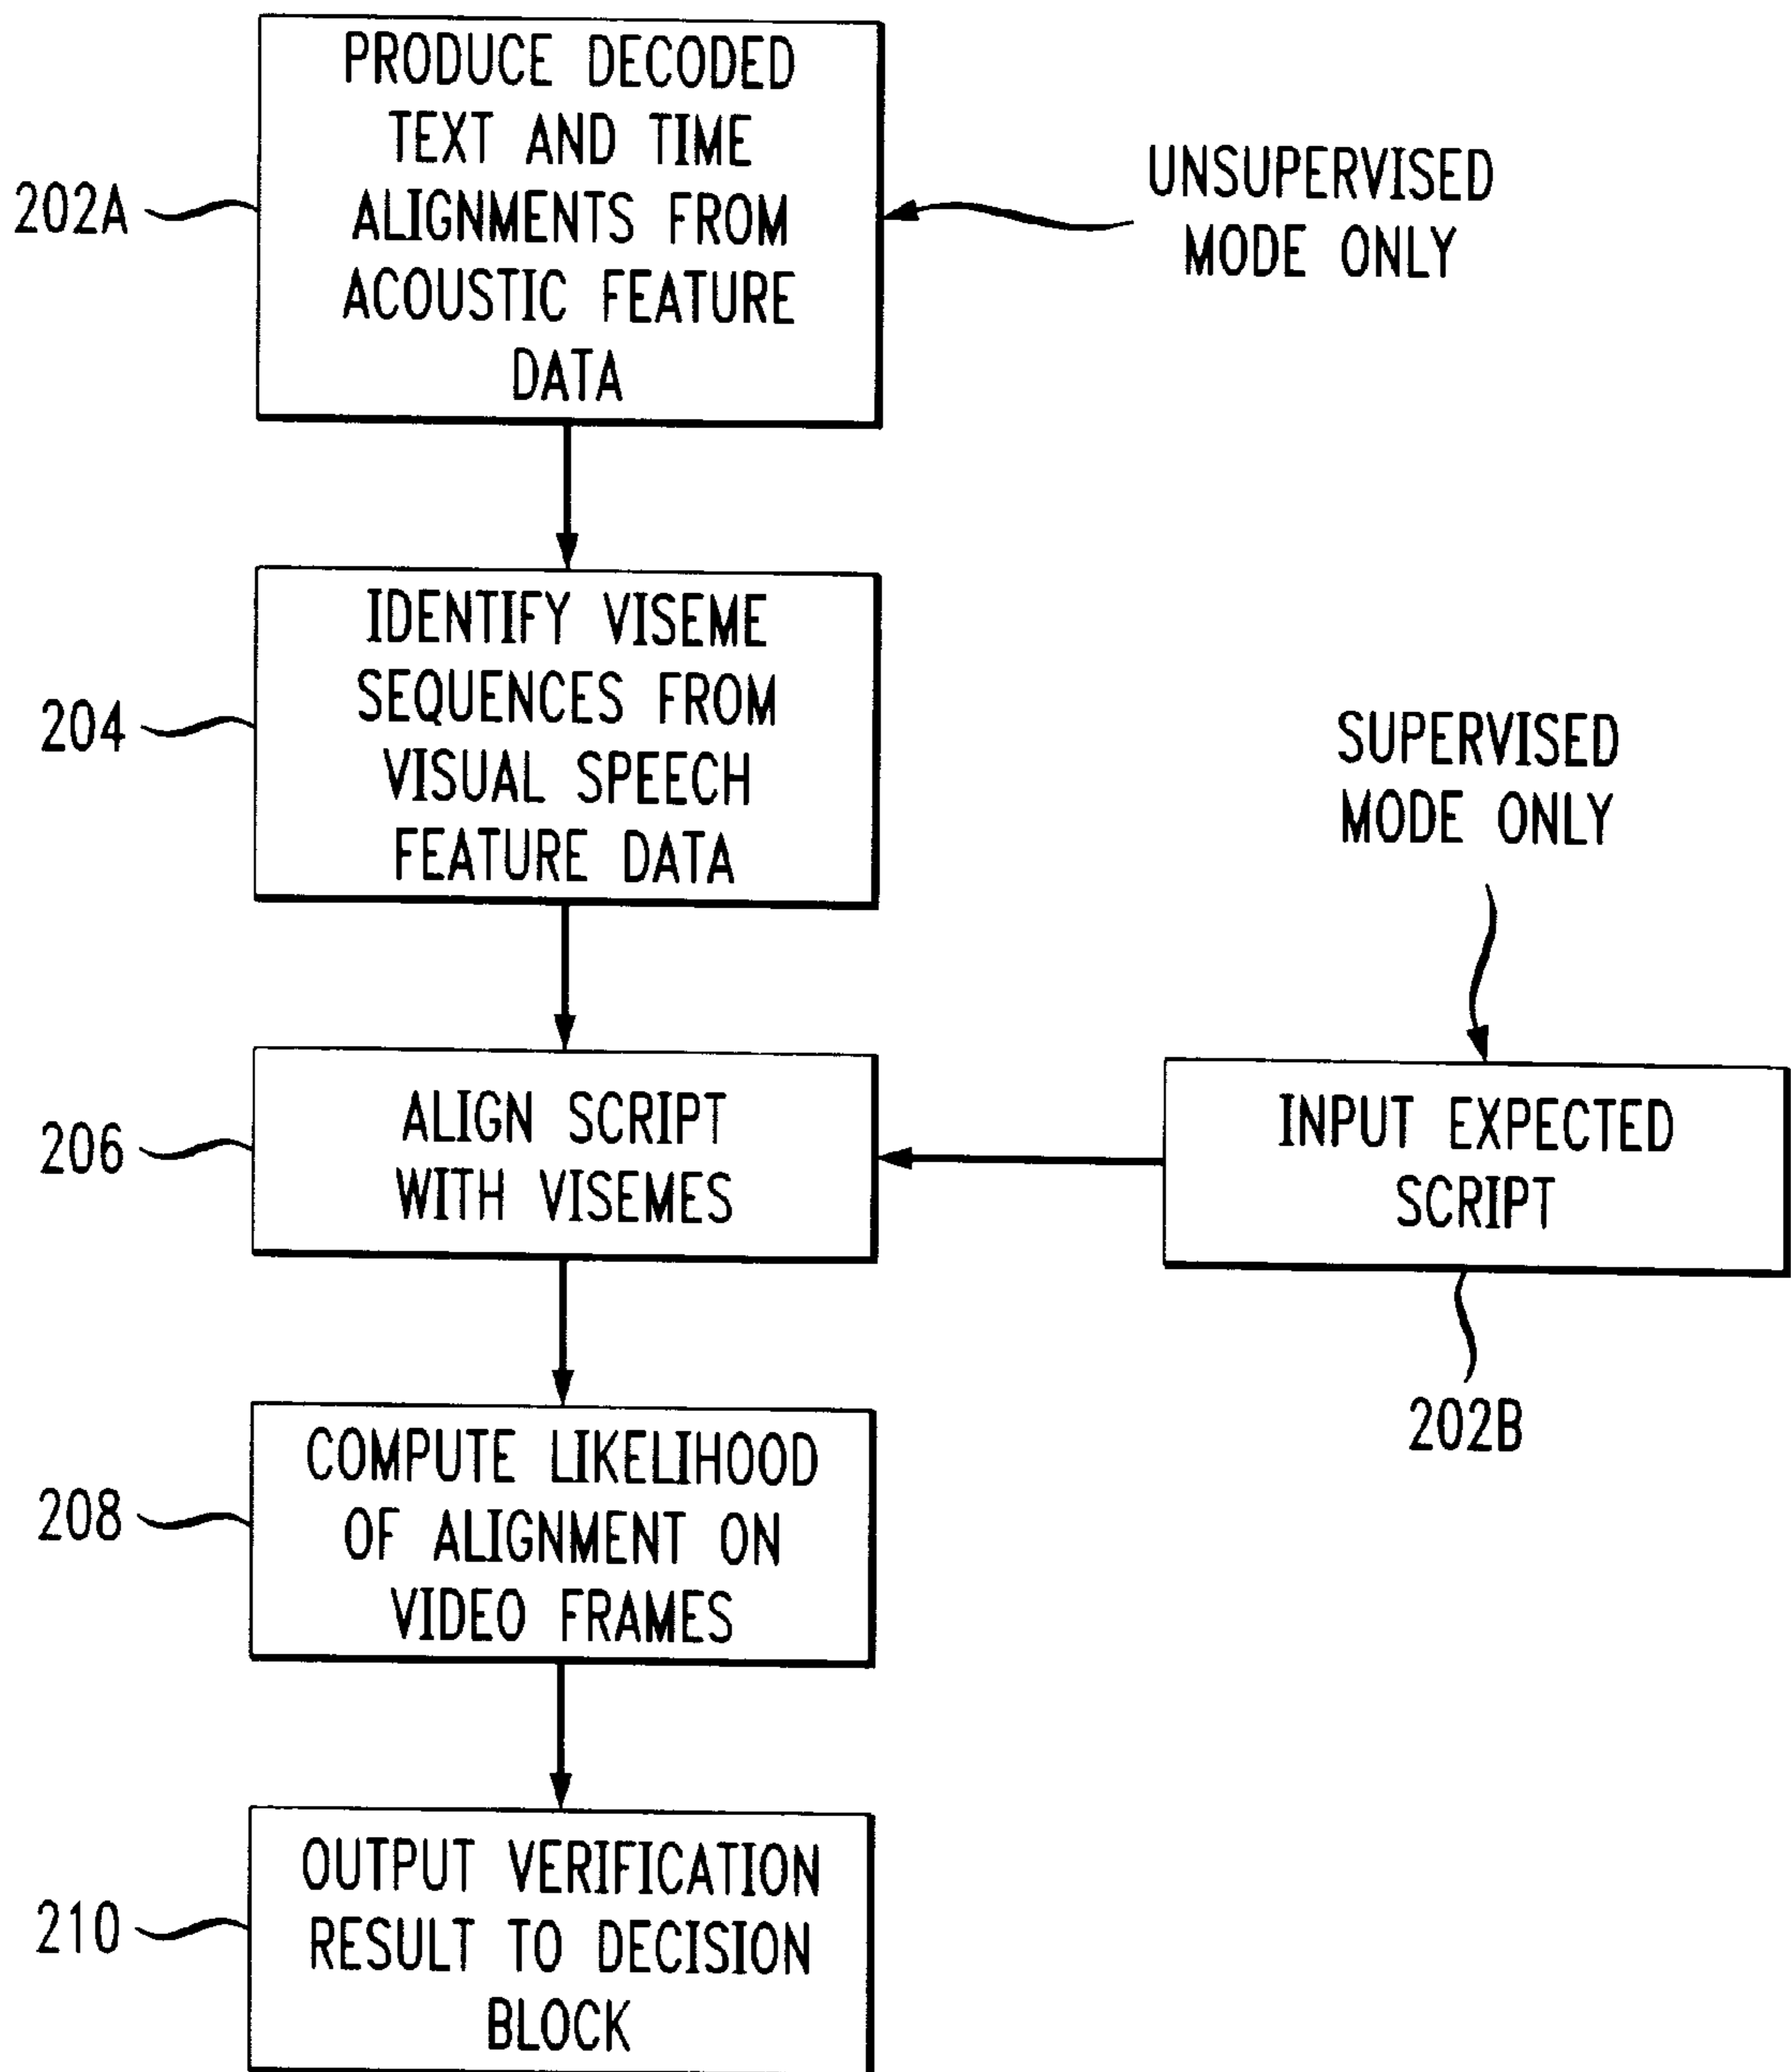 PRODUCE DECODED
TEXT AND TIME
ALIGNMENTS FROM
ACOUSTIC FEATURE
DATA
202A
UNSUPERVISED
MODE ONLY
IDENTIFY VISEME
SEQUENCES FROM
VISUAL SPEECH
FEATURE DATA
204
SUPERVISED
MODE ONLY
ALIGN SCRIPT
WITH VISEMES
206
INPUT EXPECTED
SCRIPT
202B
COMPUTE LIKELIHOOD
OF ALIGNMENT ON
VIDEO FRAMES
208
OUTPUT VERIFICATION
RESULT TO DECISION
BLOCK
210